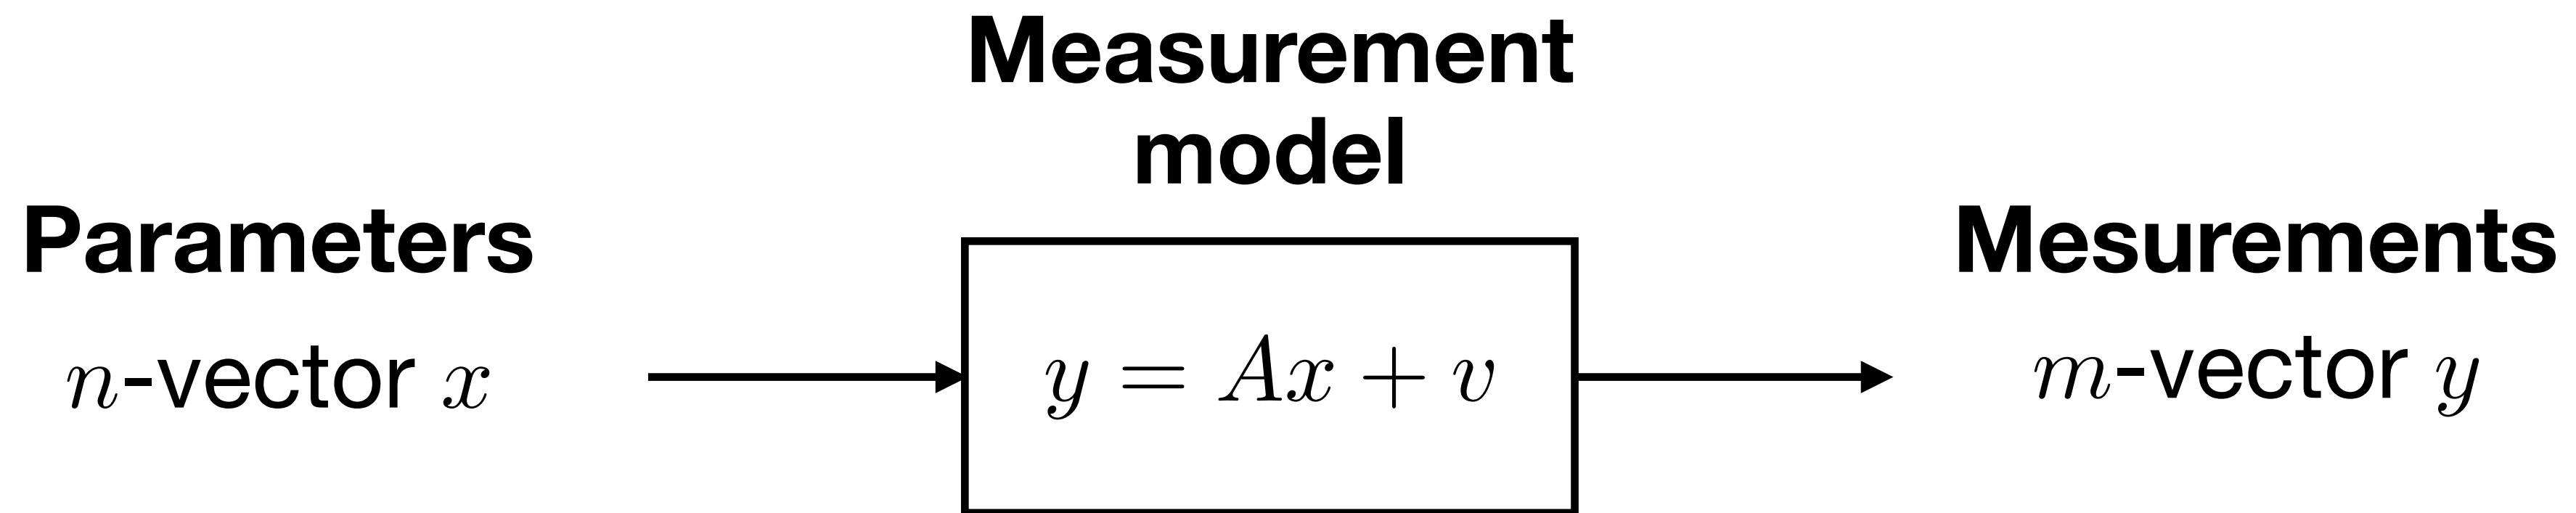 Parameters
n-vector x
Measurement
model
y = Ax + v
Mesurements
m-vector y